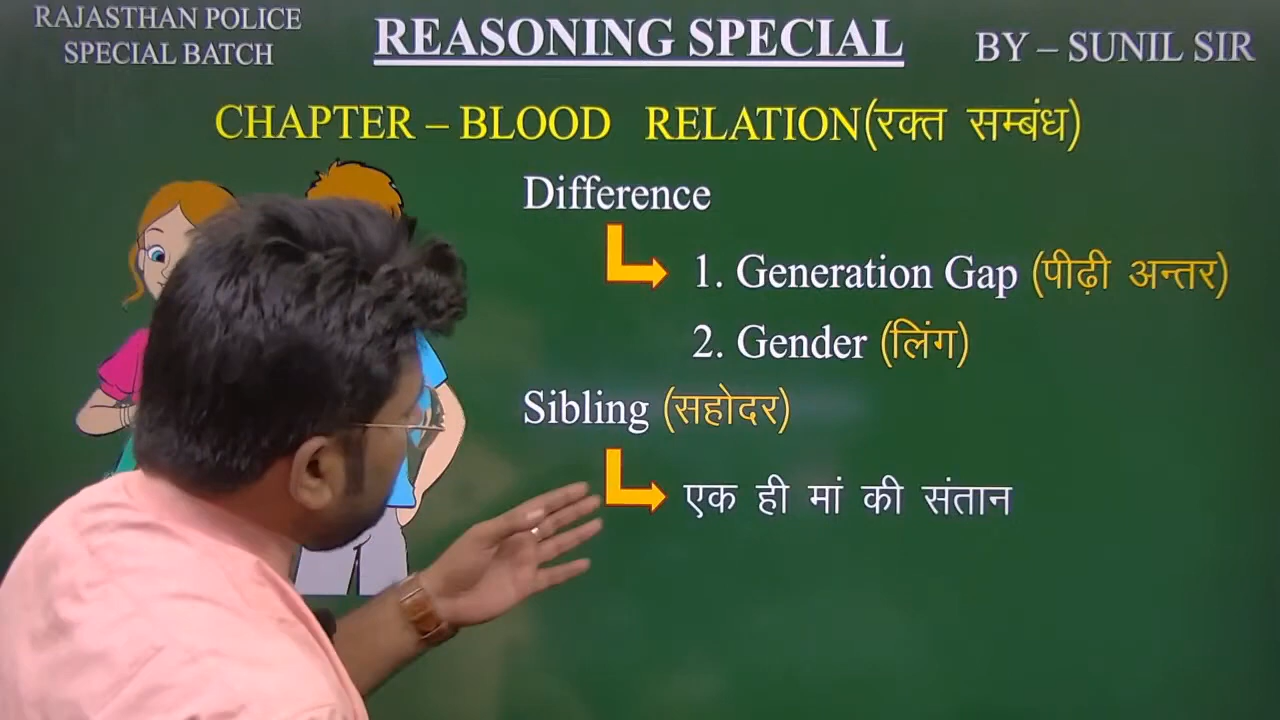 RAJASTHAN POLICE
SPECIAL BATCH
REASONING SPECIAL
BY – SUNIL SIR
CHAPTER – BLOOD RELATION(रक्त सम्बंध)
Difference
1. Generation Gap (पीढ़ी अन्तर)
2. Gender (लिंग)
Sibling (सहोदर)
एक ही मां की संतान